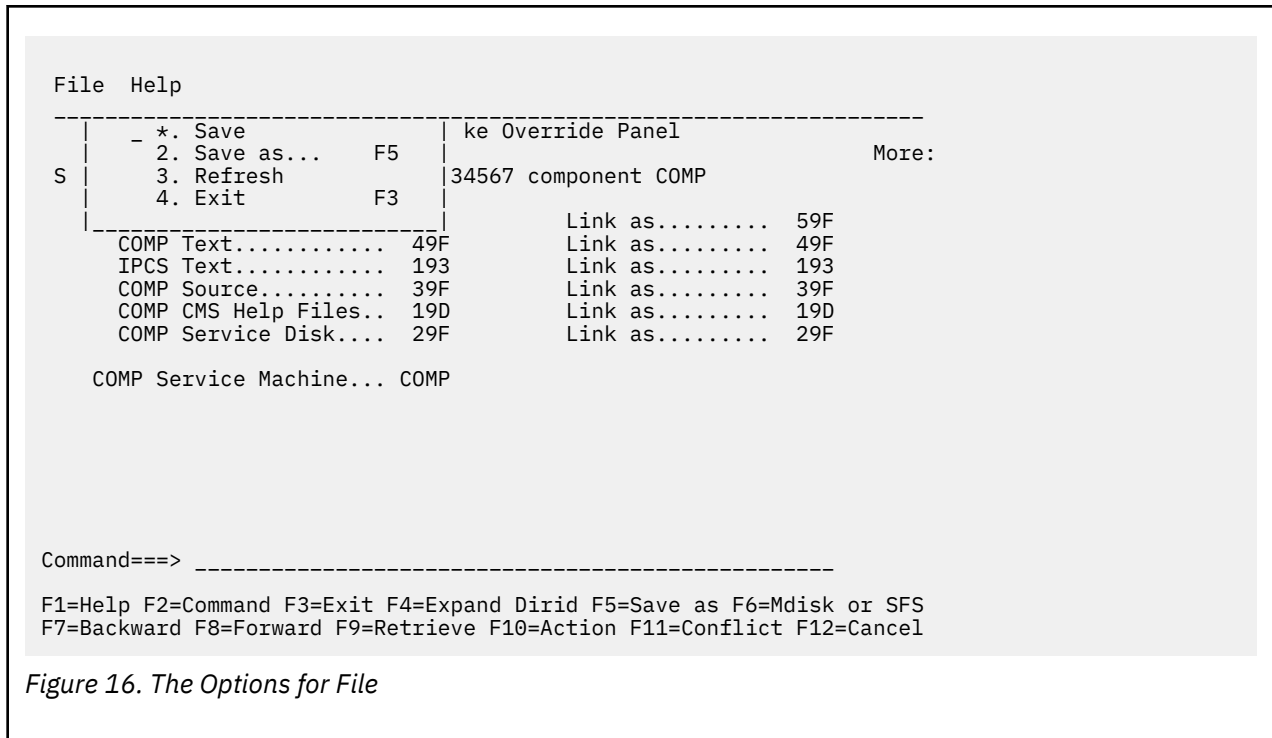 File  Help
____________________________________________________________________
|   _ *. Save               | ke Override Panel
|     2. Save as...    F5   |                                 More:
S |     3. Refresh            |34567 component COMP
|     4. Exit          F3   |
|___________________________|         Link as......... 59F
COMP Text............  49F         Link as......... 49F
IPCS Text............  193         Link as......... 193
COMP Source..........  39F         Link as......... 39F
COMP CMS Help Files..  19D         Link as......... 19D
COMP Service Disk....  29F         Link as......... 29F
COMP Service Machine... COMP
Command===> __________________________________________________
F1=Help F2=Command F3=Exit F4=Expand Dirid F5=Save as F6=Mdisk or SFS
F7=Backward F8=Forward F9=Retrieve F10=Action F11=Conflict F12=Cancel
Figure 16. The Options for File